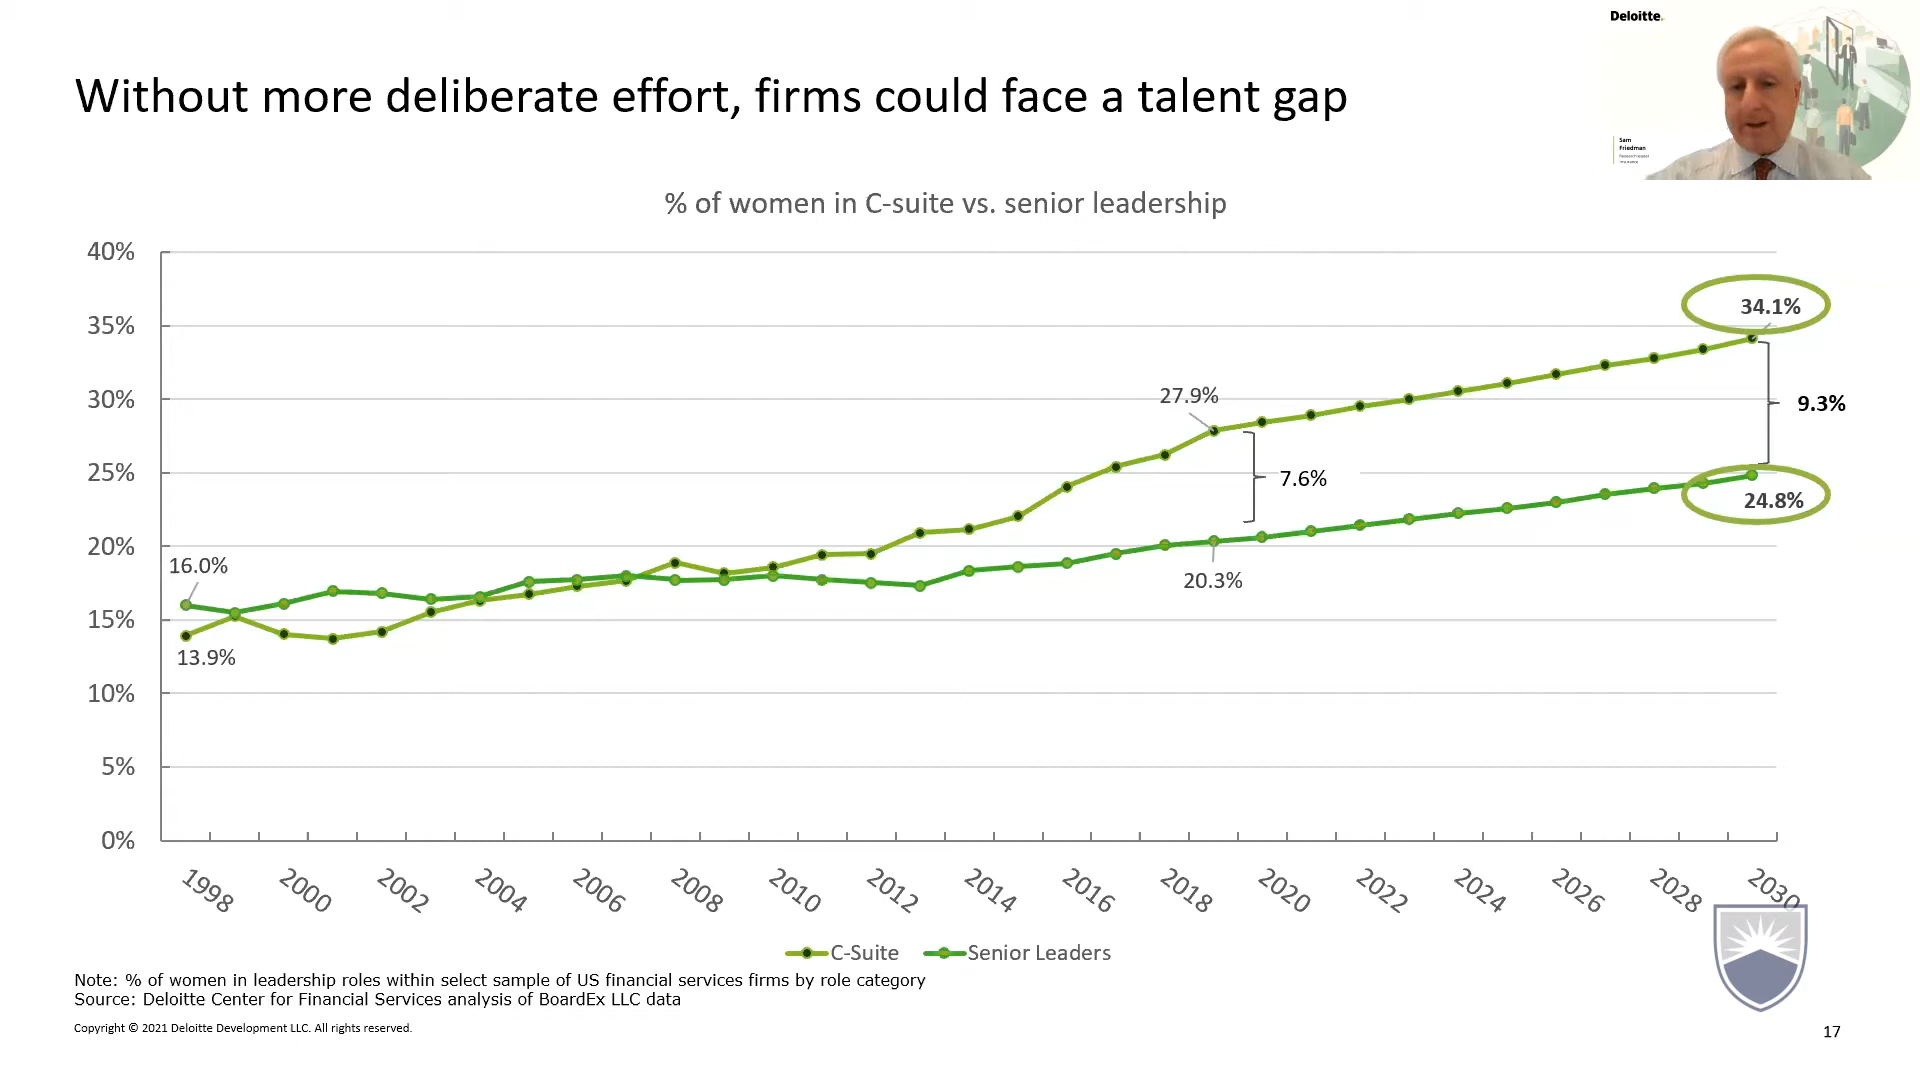 Deloitte.
Without more deliberate effort, firms could face a talent gap
Sam
Friedman
Research leader
Insurance
% of women in C-suite vs. senior leadership
40%
35%
30%
25%
20%
15%
10%
5%
0%
16.0%
13.9%
27.9%
7.6%
20.3%
34.1%
9.3%
24.8%
1998
2000
2002
2004
2006
2008
2010
2012
2014
2016
2018
2020
2022
2024
2026
2028
2030
C-Suite
Senior Leaders
Note: % of women in leadership roles within select sample of US financial services firms by role category
Source: Deloitte Center for Financial Services analysis of BoardEx LLC data
Copyright © 2021 Deloitte Development LLC. All rights reserved.
17